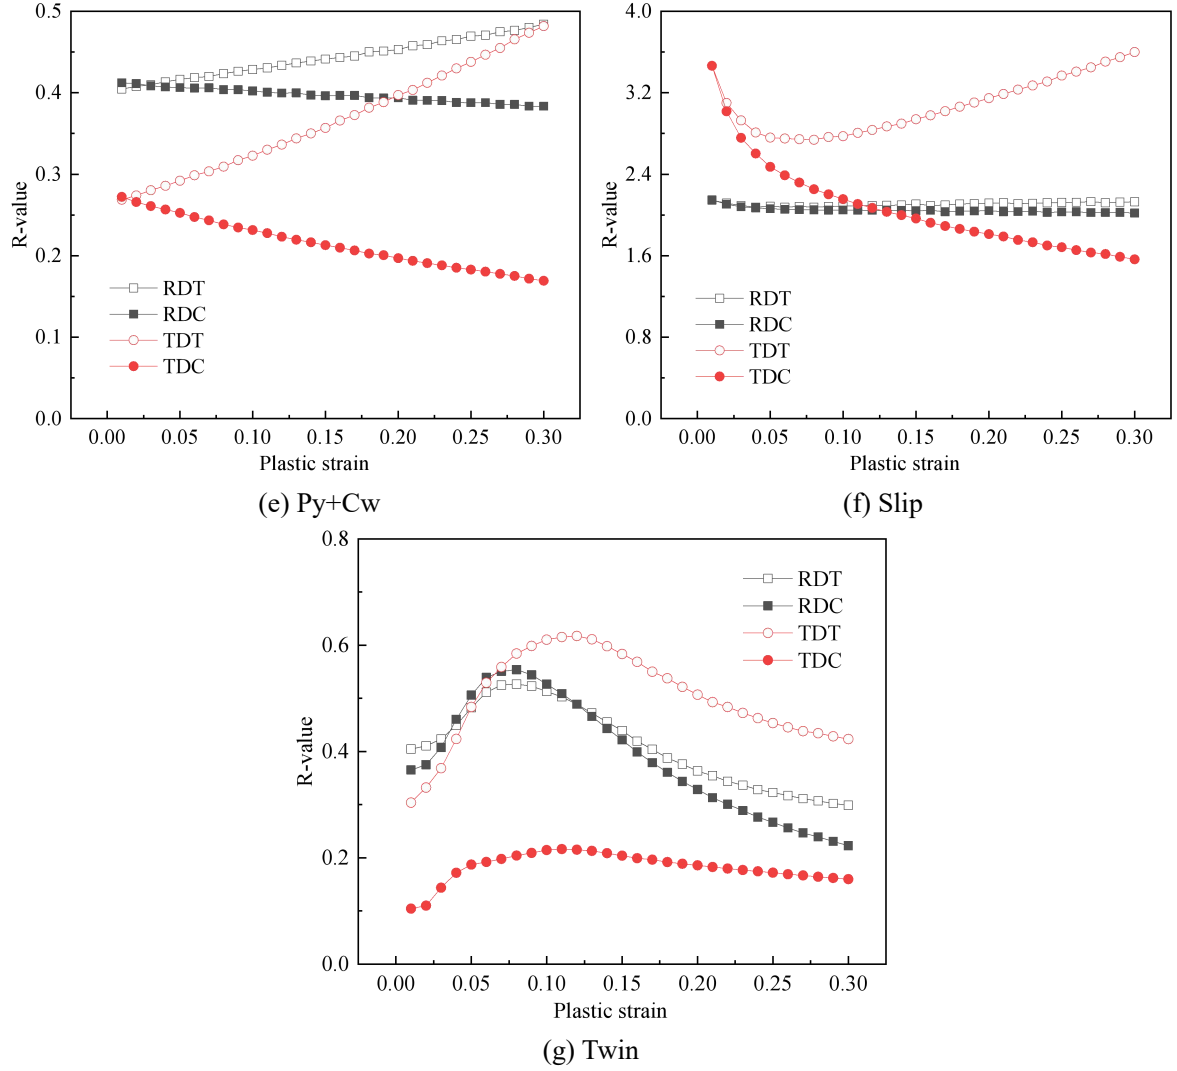 0.5
0.4
0.3
0.2
0.1
0.0
R-value
RDT
RDC
TDT
TDC
0.00 0.05 0.10 0.15 0.20 0.25 0.30
Plastic strain
(e) Py+Cw
4.0
3.2
2.4
1.6
0.8
0.0
R-value
RDT
RDC
TDT
TDC
0.00 0.05 0.10 0.15 0.20 0.25 0.30
Plastic strain
(f) Slip
0.8
0.6
0.4
0.2
0.0
R-value
RDT
RDC
TDT
TDC
0.00 0.05 0.10 0.15 0.20 0.25 0.30
Plastic strain
(g) Twin